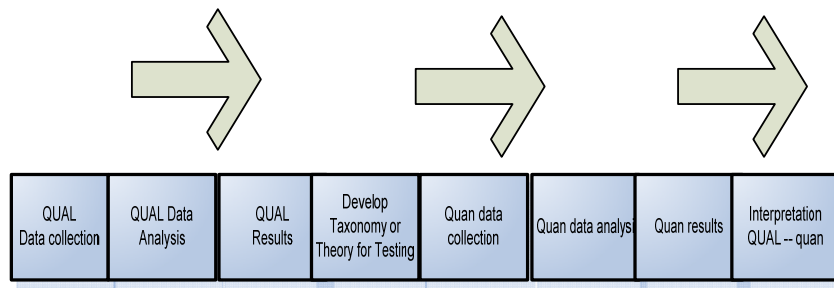 QUAL
Data collection
QUAL Data
Analysis
QUAL
Results
Develop
Taxonomy or
Theory for Testing
Quan data
collection
Quan data analysi
Quan results
Interpretation
QUAL -- quan